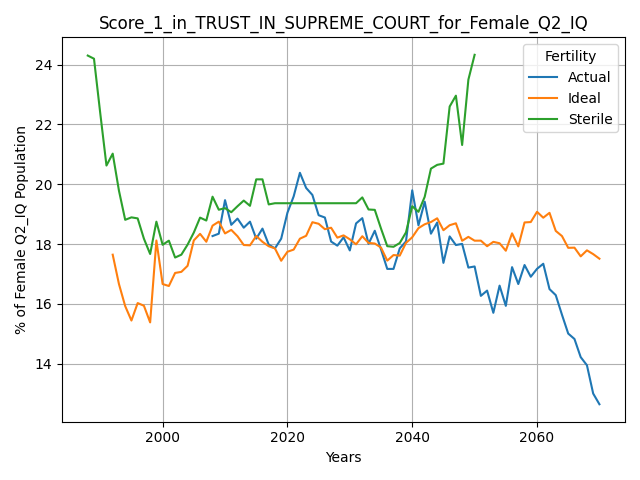 Score_1_in_TRUST_IN_SUPREME_COURT_for_Female_Q2_IQ
% of Female Q2_IQ Population
24
22
20
18
16
14
Fertility
Actual
Ideal
Sterile
2000
2020
2040
2060
Years